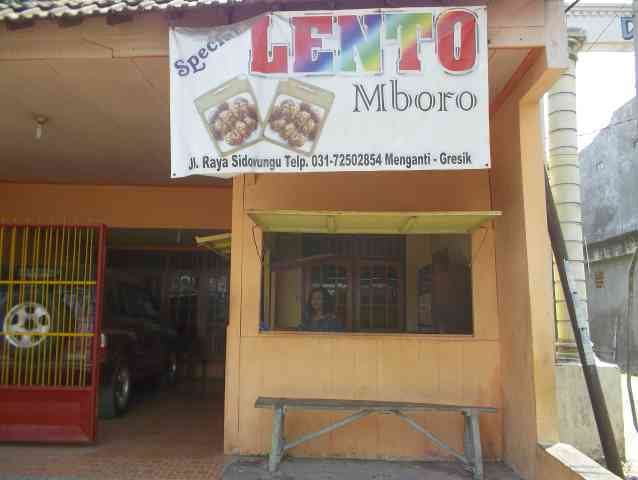 Special LENTO
Mboro
Jl. Raya Sidowungu Telp. 031-72502854 Menganti - Gresik